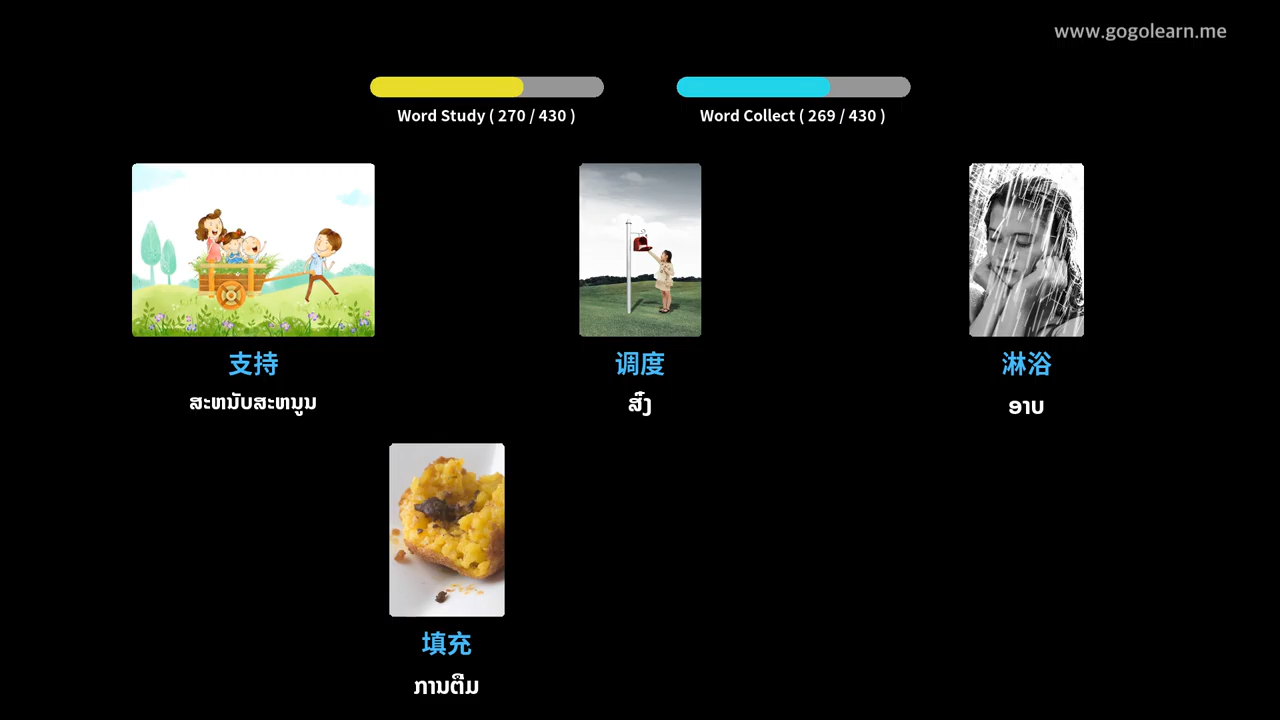 www.gogolearn.me
Word Study ( 270 / 430 )
Word Collect ( 269 / 430 )
支持
调度
淋浴
ສະຫນັບສະຫນູນ
ສົ່ງ
ອາບ
填充
ການຕື່ມ